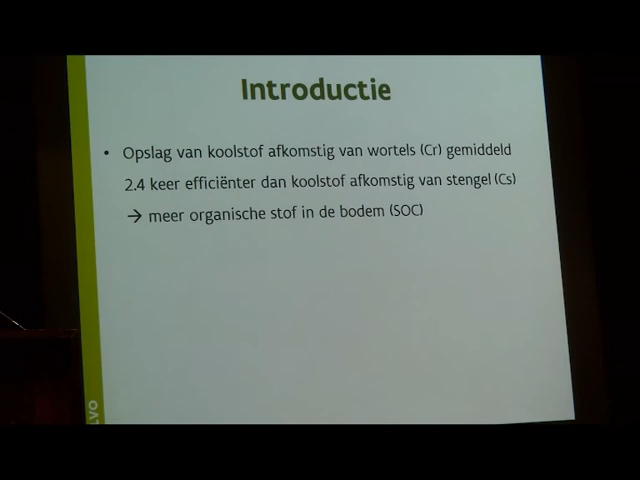 Introductie
• Opslag van koolstof afkomstig van wortels (Cr) gemiddeld
2.4 keer efficiënter dan koolstof afkomstig van stengel (Cs)
→ meer organische stof in de bodem (SOC)
LVO